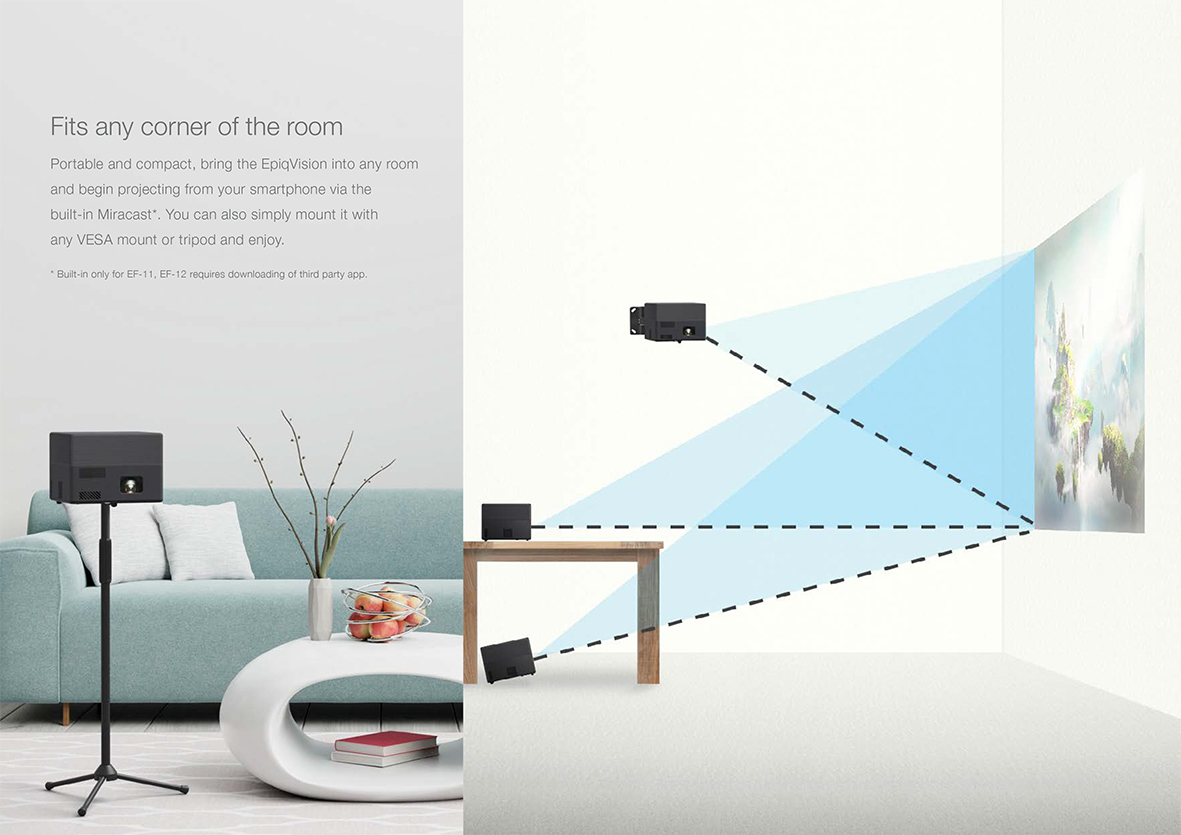 Fits any corner of the room
Portable and compact, bring the EpiqVision into any room
and begin projecting from your smartphone via the
built-in Miracast*. You can also simply mount it with
any VESA mount or tripod and enjoy.
* Built-in only for EF-11, EF-12 requires downloading of third party app.